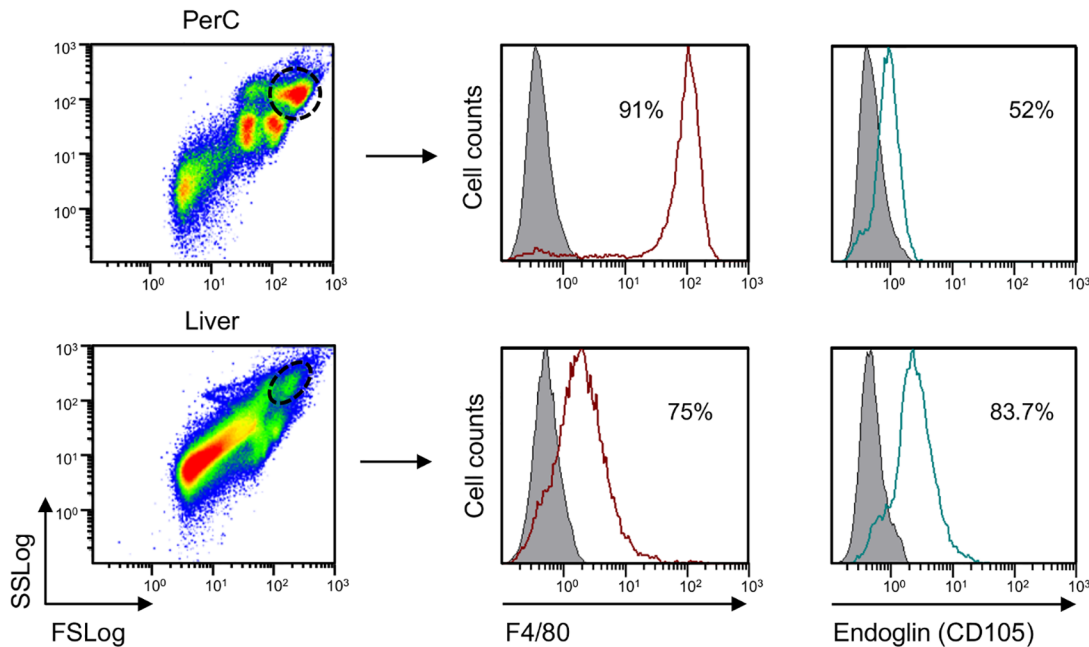 PerC
10³
10²
10¹
10⁰
10⁰ 10¹ 10² 10³
Cell counts
91%
10⁰ 10¹ 10² 10³
52%
10⁰ 10¹ 10² 10³
Liver
10³
10²
10¹
10⁰
10⁰ 10¹ 10² 10³
SSLog
FSLog
Cell counts
75%
10⁰ 10¹ 10² 10³
F4/80
83.7%
10⁰ 10¹ 10² 10³
Endoglin (CD105)